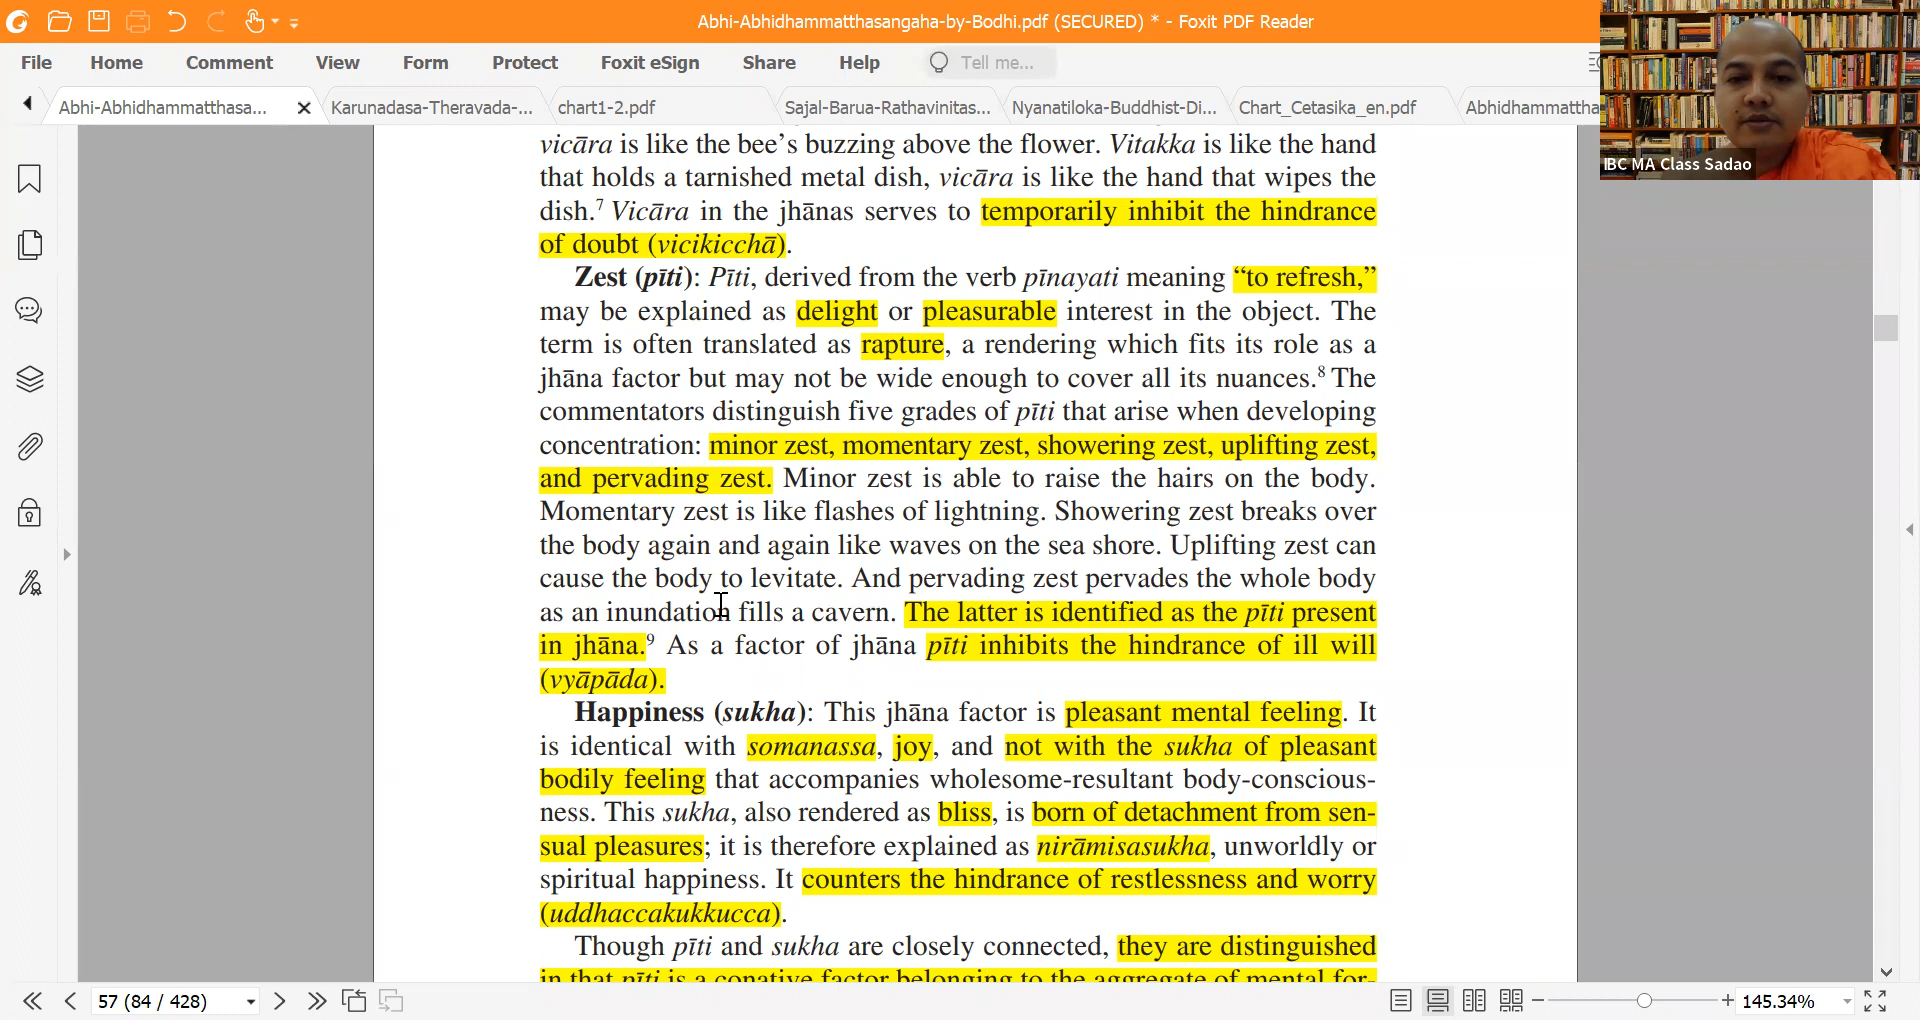 Abhi-Abhidhammatthasangaha-by-Bodhi.pdf (SECURED) * - Foxit PDF Reader
File Home Comment View Form Protect Foxit eSign Share Help Tell me...
Abhi-Abhidhammatthasa... Karunadasa-Theravada-... chart1-2.pdf Sajal-Barua-Rathavinitas... Nyanatiloka-Buddhist-Di... Chart_Cetasika_en.pdf Abhidhammattha
IBC MA Class Sadao
vicāra is like the bee’s buzzing above the flower. Vitakka is like the hand
that holds a tarnished metal dish, vicāra is like the hand that wipes the
dish.⁷ Vicāra in the jhānas serves to temporarily inhibit the hindrance
of doubt (vicikicchā).
Zest (pīti): Pīti, derived from the verb pīnayati meaning “to refresh,”
may be explained as delight or pleasurable interest in the object. The
term is often translated as rapture, a rendering which fits its role as a
jhāna factor but may not be wide enough to cover all its nuances.⁸ The
commentators distinguish five grades of pīti that arise when developing
concentration: minor zest, momentary zest, showering zest, uplifting zest,
and pervading zest. Minor zest is able to raise the hairs on the body.
Momentary zest is like flashes of lightning. Showering zest breaks over
the body again and again like waves on the sea shore. Uplifting zest can
cause the body to levitate. And pervading zest pervades the whole body
as an inundation fills a cavern. The latter is identified as the pīti present
in jhāna.⁹ As a factor of jhāna pīti inhibits the hindrance of ill will
(vyāpāda).
Happiness (sukha): This jhāna factor is pleasant mental feeling. It
is identical with somanassa, joy, and not with the sukha of pleasant
bodily feeling that accompanies wholesome-resultant body-conscious-
ness. This sukha, also rendered as bliss, is born of detachment from sen-
sual pleasures; it is therefore explained as nirāmisasukha, unworldly or
spiritual happiness. It counters the hindrance of restlessness and worry
(uddhaccakukkucca).
Though pīti and sukha are closely connected, they are distinguished
in that pīti is a conative factor belonging to the aggregate of mental for-
57 (84 / 428) 145.34%